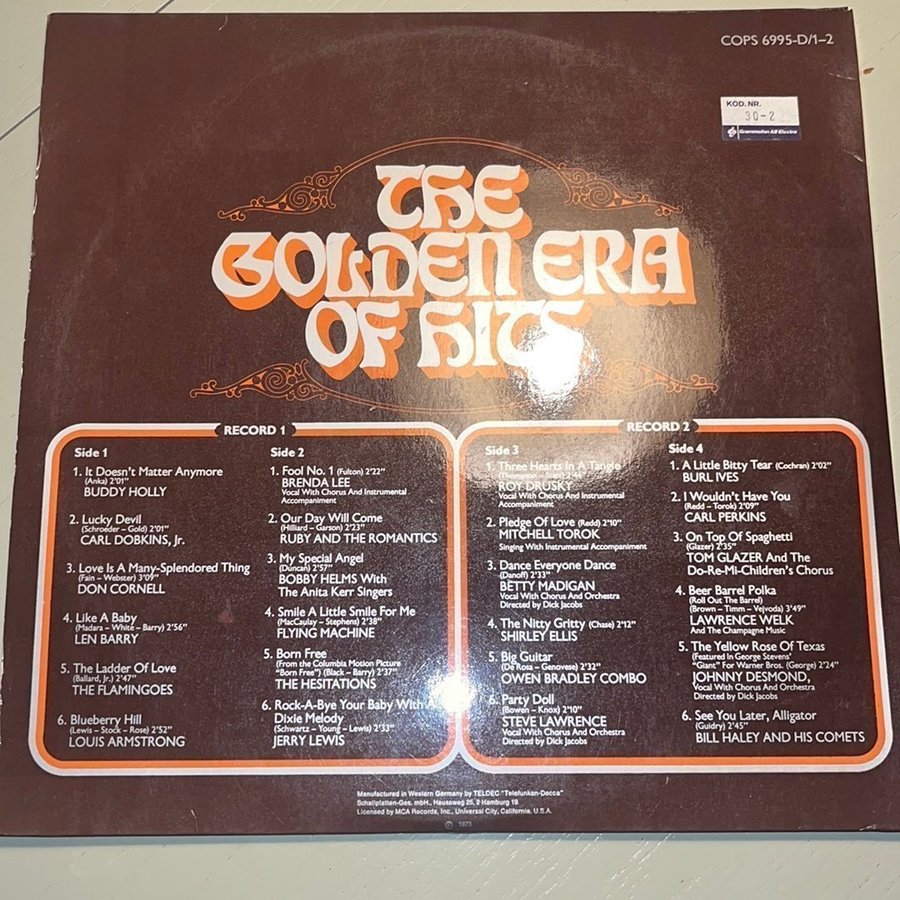 COPS 6995-D/1–2
KOD. NR.
30-2
Grammofon AB Electra
THE
GOLDEN ERA
OF HITS
RECORD 1
Side 1
1. It Doesn't Matter Anymore
(Anka) 2'01"
BUDDY HOLLY
2. Lucky Devil
(Schroeder – Gold) 2'01"
CARL DOBKINS, Jr.
3. Love Is A Many-Splendored Thing
(Fain – Webster) 3'09"
DON CORNELL
4. Like A Baby
(Madara – White – Barry) 2'56"
LEN BARRY
5. The Ladder Of Love
(Ballard, Jr.) 2'47"
THE FLAMINGOES
6. Blueberry Hill
(Lewis – Stock – Rose) 2'52"
LOUIS ARMSTRONG
Side 2
1. Fool No. 1 (Fulton) 2'22"
BRENDA LEE
Vocal With Chorus And Instrumental
Accompaniment
2. Our Day Will Come
(Hilliard – Garson) 2'23"
RUBY AND THE ROMANTICS
3. My Special Angel
(Duncan) 2'57"
BOBBY HELMS With
The Anita Kerr Singers
4. Smile A Little Smile For Me
(MacCaulay – Stephens) 2'38"
FLYING MACHINE
5. Born Free
(From the Columbia Motion Picture
"Born Free") (Black – Barry) 2'37"
THE HESITATIONS
6. Rock-A-Bye Your Baby With A
Dixie Melody
(Schwartz – Young – Lewis) 2'33"
JERRY LEWIS
RECORD 2
Side 3
1. Three Hearts In A Tangle
(Thompson – 2'44"
ROY DRUSKY
Vocal With Chorus And Instrumental
Accompaniment
2. Pledge Of Love (Redd) 2'10"
MITCHELL TOROK
Singing With Instrumental Accompaniment
3. Dance Everyone Dance
(Danoff) 2'33"
BETTY MADIGAN
Vocal With Chorus And Orchestra
Directed by Dick Jacobs
4. The Nitty Gritty (Chase) 2'12"
SHIRLEY ELLIS
5. Big Guitar
(De Rosa – Genovese) 2'32"
OWEN BRADLEY COMBO
6. Party Doll
(Bowen – Knox) 2'10"
STEVE LAWRENCE
Vocal With Chorus And Orchestra
Directed by Dick Jacobs
Side 4
1. A Little Bitty Tear (Cochran) 2'02"
BURL IVES
2. I Wouldn't Have You
(Redd – Torok) 2'09"
CARL PERKINS
3. On Top Of Spaghetti
(Glazer) 2'35"
TOM GLAZER And The
Do-Re-Mi-Children's Chorus
4. Beer Barrel Polka
(Roll Out The Barrel)
(Brown – Timm – Vejvoda) 3'49"
LAWRENCE WELK
And The Champagne Music
5. The Yellow Rose Of Texas
(Featured In George Stevens'
"Giant" For Warner Bros. (George) 2'24"
JOHNNY DESMOND,
Vocal With Chorus And Orchestra
Directed by Dick Jacobs
6. See You Later, Alligator
(Guidry) 2'45"
BILL HALEY AND HIS COMETS
Manufactured in Western Germany by TELDEC "Telefunken-Decca"
Schallplatten-Ges. mbH., Heussweg 25, 2 Hamburg 19
Licensed by MCA Records, Inc., Universal City, California, U.S.A.
Ⓟ 1973